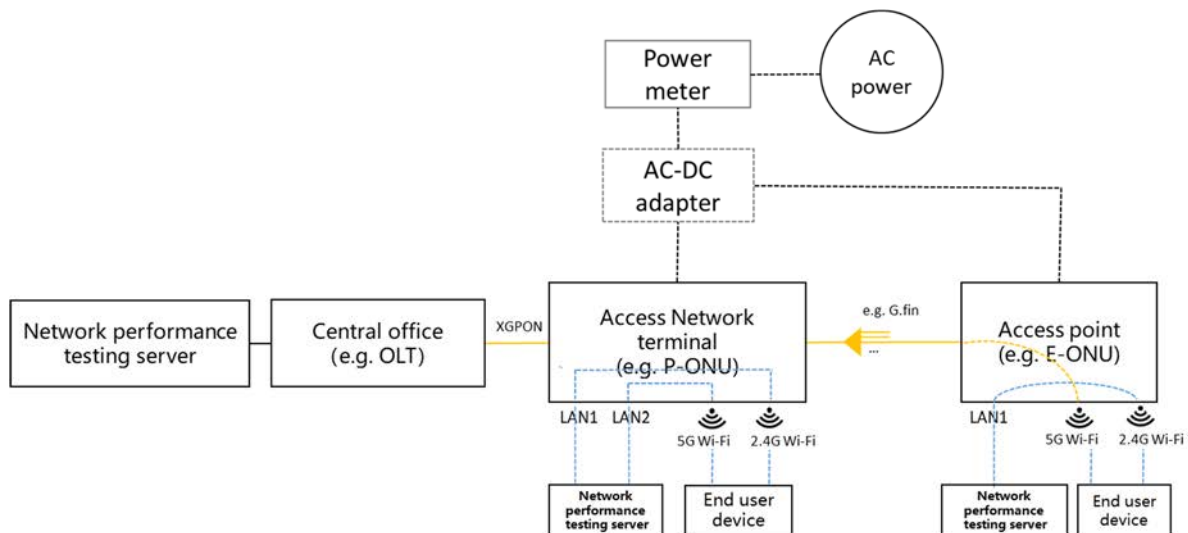 Power
meter
AC
power
AC-DC
adapter
Network performance
testing server
Central office
(e.g. OLT)
XGPON
Access Network
terminal
(e.g. P-ONU)
e.g. G.fin
...
Access point
(e.g. E-ONU)
LAN1
LAN2
5G Wi-Fi
2.4G Wi-Fi
LAN1
5G Wi-Fi
2.4G Wi-Fi
Network
performance
testing server
End user
device
Network
performance
testing server
End user
device